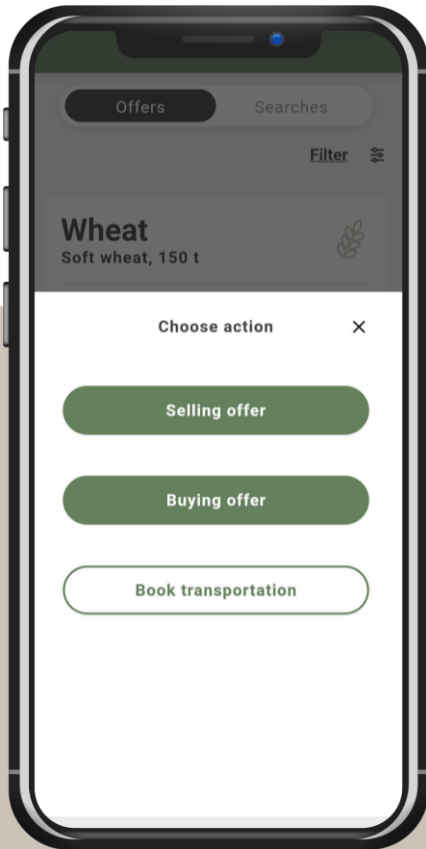 Offers
Searches
Filter
Wheat
Soft wheat, 150 t
Choose action
Selling offer
Buying offer
Book transportation